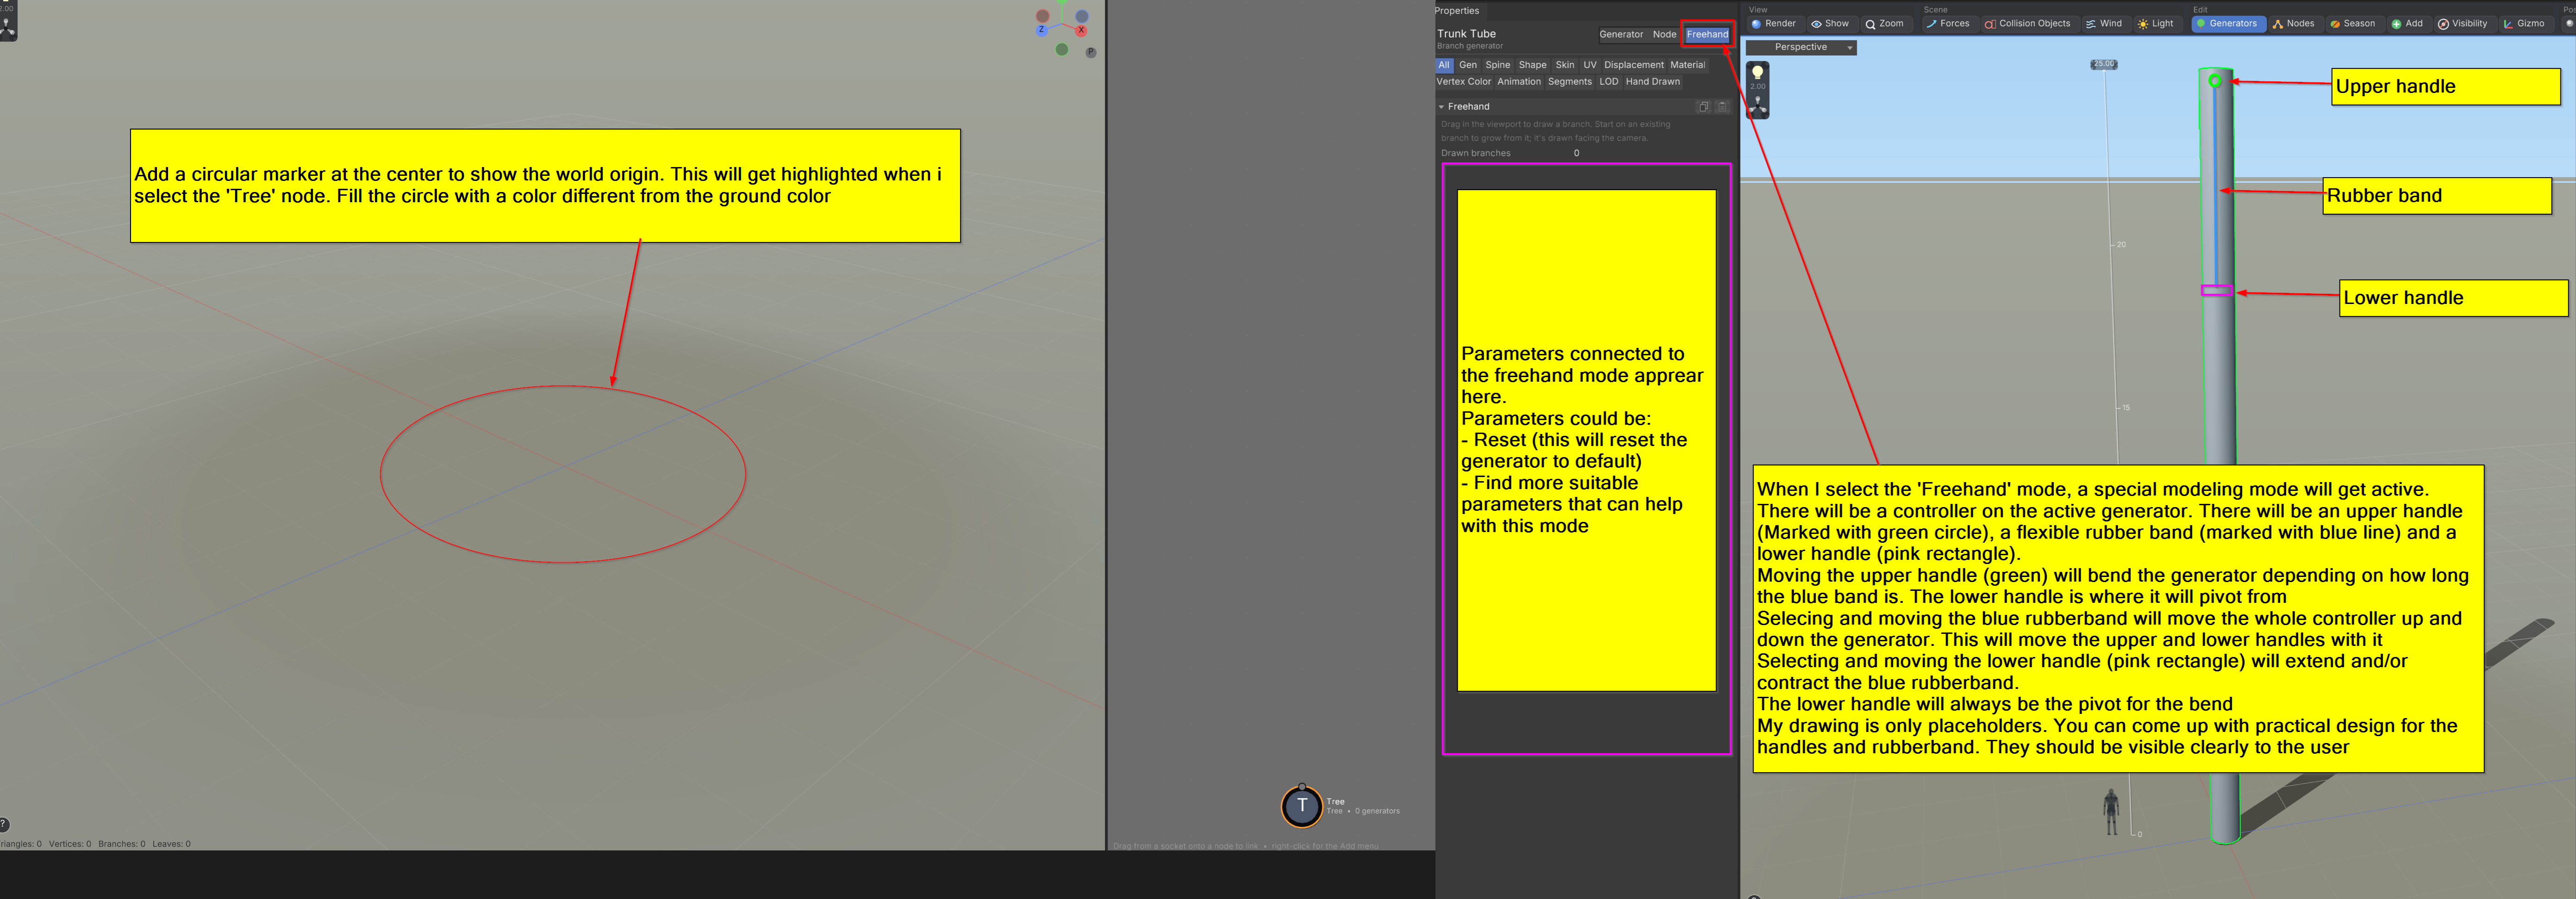 2.00
Z
X
P
Add a circular marker at the center to show the world origin. This will get highlighted when i
select the 'Tree' node. Fill the circle with a color different from the ground color
?
riangles: 0 Vertices: 0 Branches: 0 Leaves: 0
T
Tree
Tree • 0 generators
Drag from a socket onto a node to link • right-click for the Add menu
Properties
Trunk Tube
Branch generator
Generator Node Freehand
All Gen Spine Shape Skin UV Displacement Material
Vertex Color Animation Segments LOD Hand Drawn
Freehand
Drag in the viewport to draw a branch. Start on an existing
branch to grow from it; it's drawn facing the camera.
Drawn branches 0
Parameters connected to
the freehand mode apprear
here.
Parameters could be:
- Reset (this will reset the
generator to default)
- Find more suitable
parameters that can help
with this mode
View
Render Show Zoom
Scene
Forces Collision Objects Wind Light
Edit
Generators Nodes Season Add Visibility Gizmo
Pos
Perspective
2.00
25.00
20
15
0
Upper handle
Rubber band
Lower handle
When I select the 'Freehand' mode, a special modeling mode will get active.
There will be a controller on the active generator. There will be an upper handle
(Marked with green circle), a flexible rubber band (marked with blue line) and a
lower handle (pink rectangle).
Moving the upper handle (green) will bend the generator depending on how long
the blue band is. The lower handle is where it will pivot from
Selecing and moving the blue rubberband will move the whole controller up and
down the generator. This will move the upper and lower handles with it
Selecting and moving the lower handle (pink rectangle) will extend and/or
contract the blue rubberband.
The lower handle will always be the pivot for the bend
My drawing is only placeholders. You can come up with practical design for the
handles and rubberband. They should be visible clearly to the user